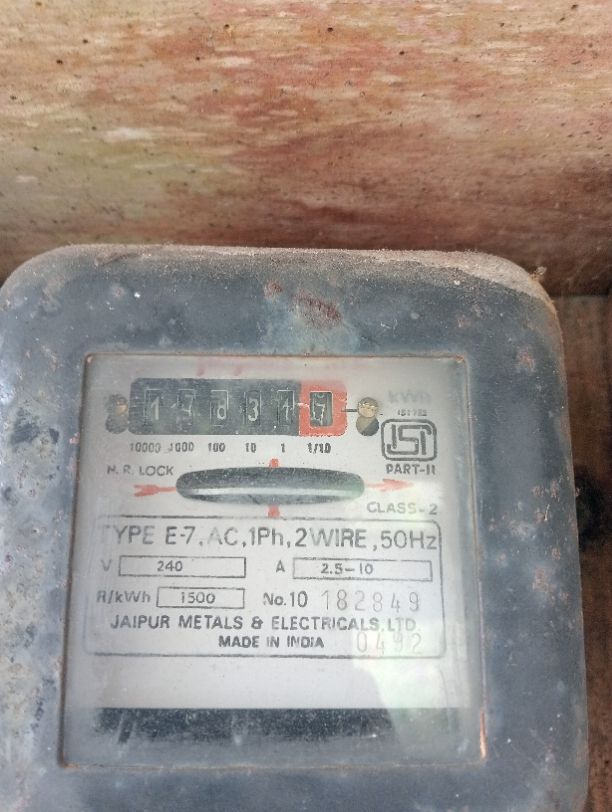 kWh
10000 1000 100 10 1 1/10
ISI
N.R. LOCK
PART-II
CLASS-2
TYPE E-7, AC, 1Ph, 2WIRE, 50Hz
V 240 A 2.5-10
R/kWh 1500 No.10 182849
JAIPUR METALS & ELECTRICALS. LTD.
MADE IN INDIA 0492